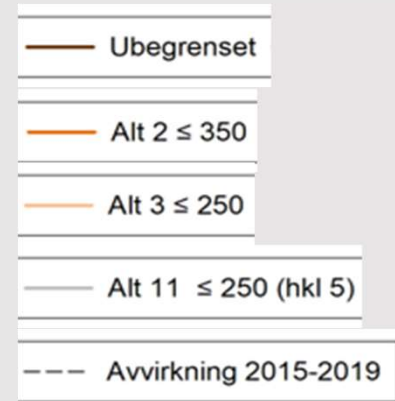 Ubegrenset
Alt 2 ≤ 350
Alt 3 ≤ 250
Alt 11 ≤ 250 (hkl 5)
Avvirkning 2015-2019